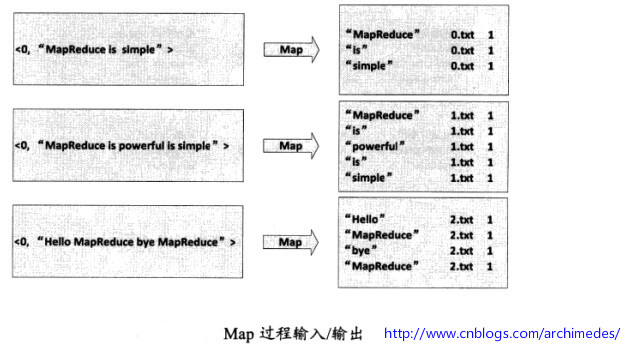 <0, “MapReduce is simple” >
Map
“MapReduce” 0.txt 1
“is” 0.txt 1
“simple” 0.txt 1
<0, “MapReduce is powerful is simple” >
Map
“MapReduce” 1.txt 1
“is” 1.txt 1
“powerful” 1.txt 1
“is” 1.txt 1
“simple” 1.txt 1
<0, “Hello MapReduce bye MapReduce” >
Map
“Hello” 2.txt 1
“MapReduce” 2.txt 1
“bye” 2.txt 1
“MapReduce” 2.txt 1
Map 过程输入/输出 http://www.cnblogs.com/archimedes/